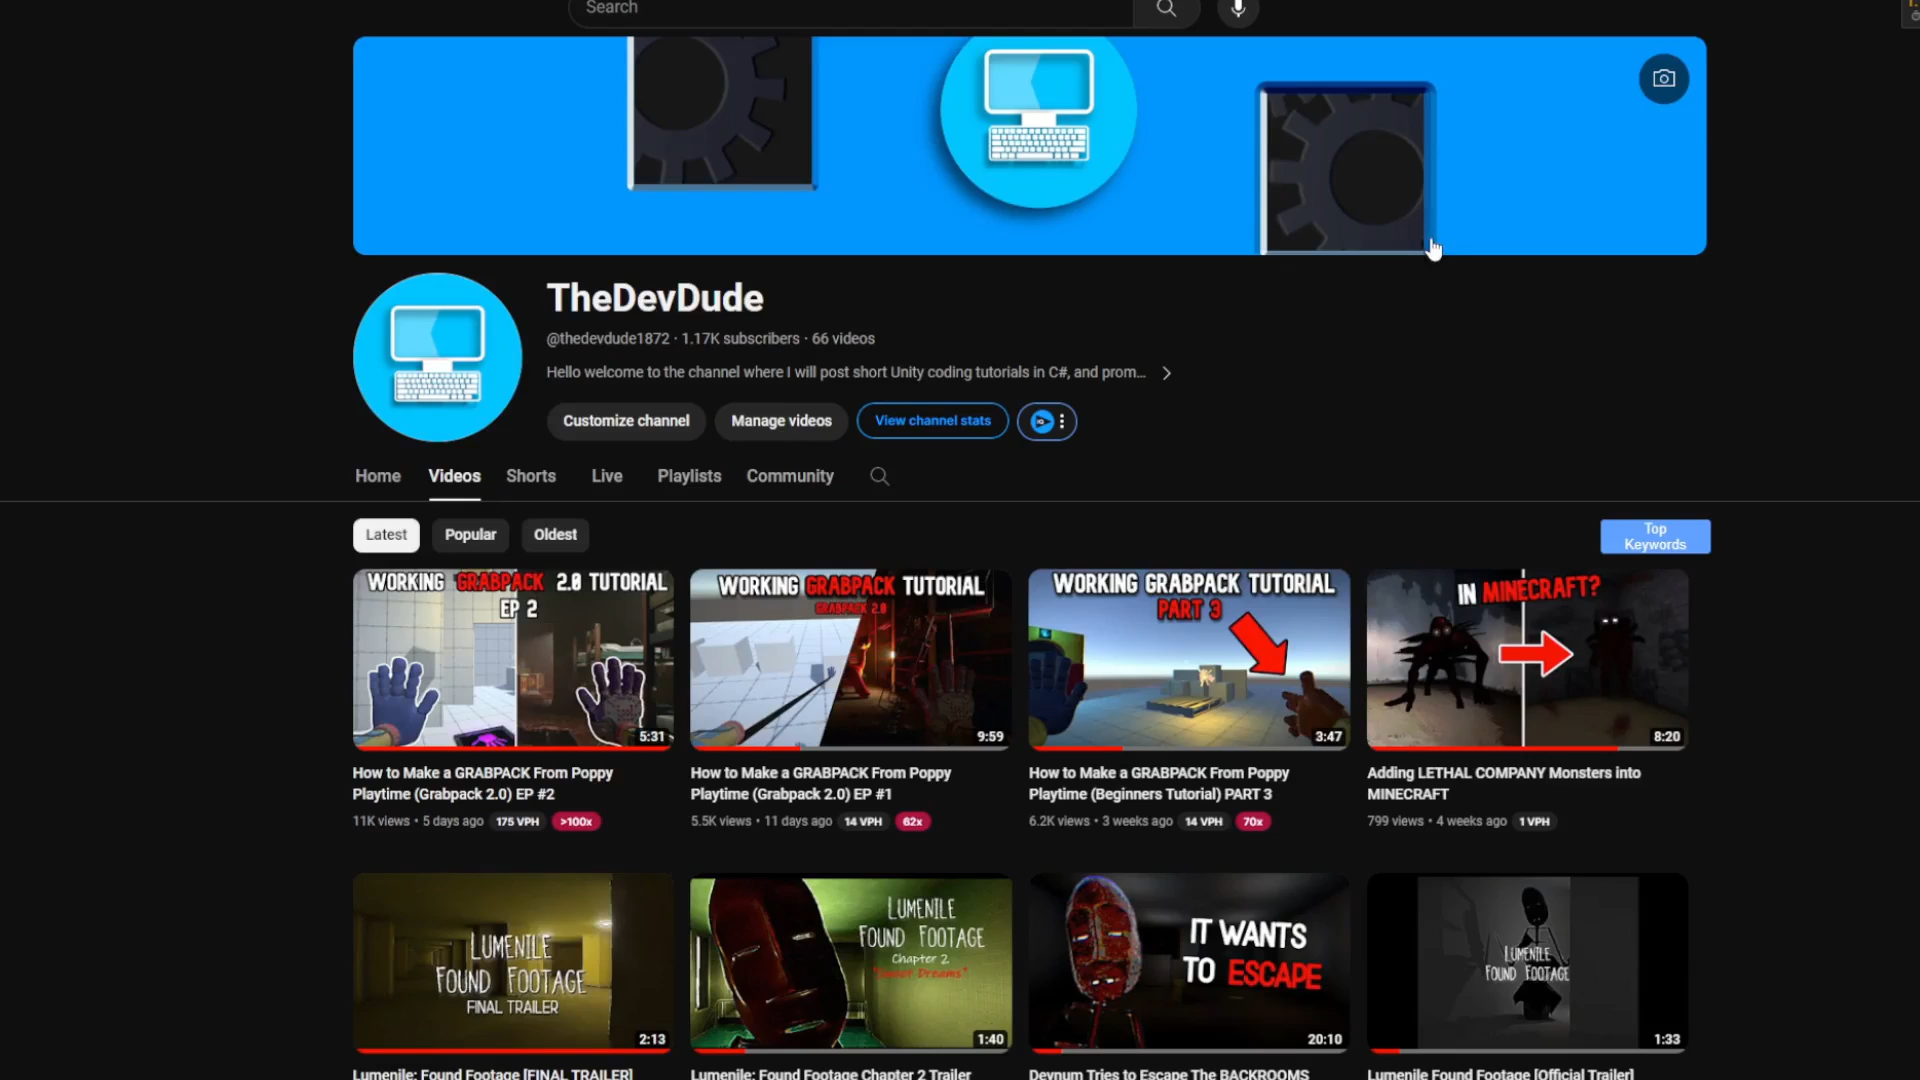 Search
TheDevDude
@thedevdude1872 · 1.17K subscribers · 66 videos
Hello welcome to the channel where I will post short Unity coding tutorials in C#, and prom...
Customize channel
Manage videos
View channel stats
Home
Videos
Shorts
Live
Playlists
Community
Latest
Popular
Oldest
Top
Keywords
WORKING GRABPACK 2.0 TUTORIAL
EP 2
5:31
WORKING GRABPACK TUTORIAL
GRABPACK 2.0
9:59
WORKING GRABPACK TUTORIAL
PART 3
3:47
IN MINECRAFT?
8:20
How to Make a GRABPACK From Poppy
Playtime (Grabpack 2.0) EP #2
11K views • 5 days ago 175 VPH >100x
How to Make a GRABPACK From Poppy
Playtime (Grabpack 2.0) EP #1
5.5K views • 11 days ago 14 VPH 62x
How to Make a GRABPACK From Poppy
Playtime (Beginners Tutorial) PART 3
6.2K views • 3 weeks ago 14 VPH 70x
Adding LETHAL COMPANY Monsters into
MINECRAFT
799 views • 4 weeks ago 1 VPH
LUMENILE
FOUND FOOTAGE
FINAL TRAILER
2:13
LUMENILE
FOUND FOOTAGE
Chapter 2
1:40
IT WANTS
TO ESCAPE
20:10
LUMENILE
FOUND FOOTAGE
1:33
Lumenile: Found Footage [FINAL TRAILER]
Lumenile: Found Footage Chapter 2 Trailer
Devnum Tries to Escape The BACKROOMS
Lumenile Found Footage [Official Trailer]